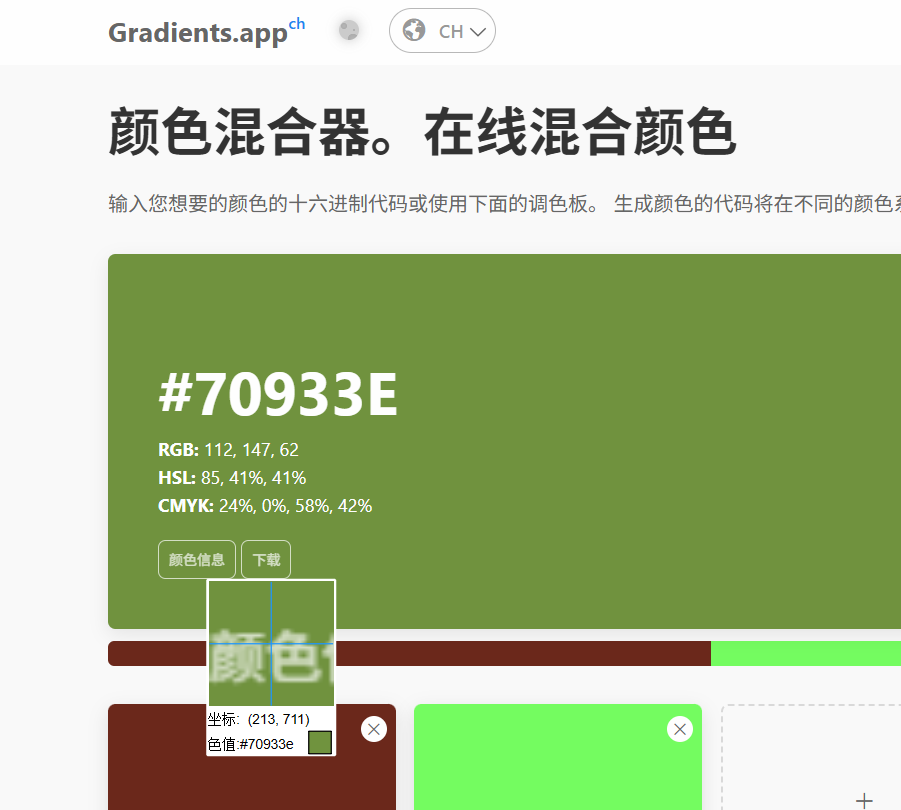 Gradients.app ch
CH
颜色混合器。在线混合颜色
输入您想要的颜色的十六进制代码或使用下面的调色板。 生成颜色的代码将在不同的颜色
#70933E
RGB: 112, 147, 62
HSL: 85, 41%, 41%
CMYK: 24%, 0%, 58%, 42%
颜色信息 下载
颜色
坐标: (213, 711)
色值:#70933e